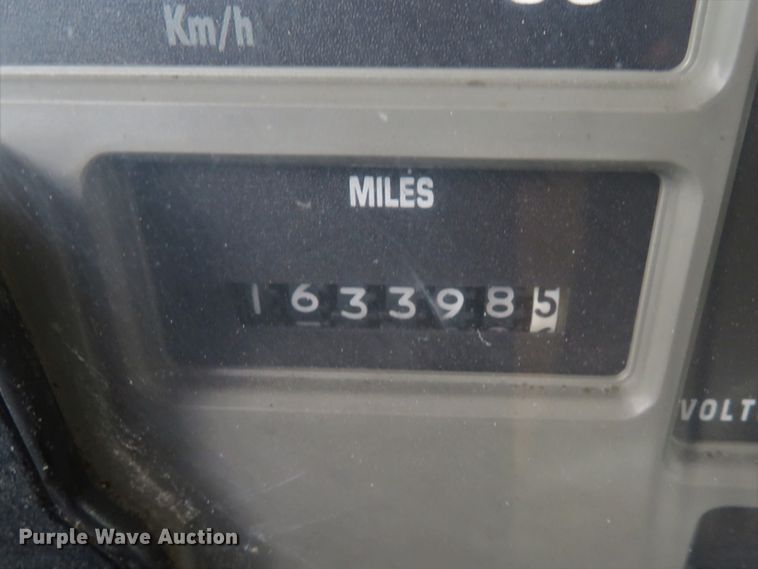 Km/h
MILES
1633985
VOLT
Purple Wave Auction